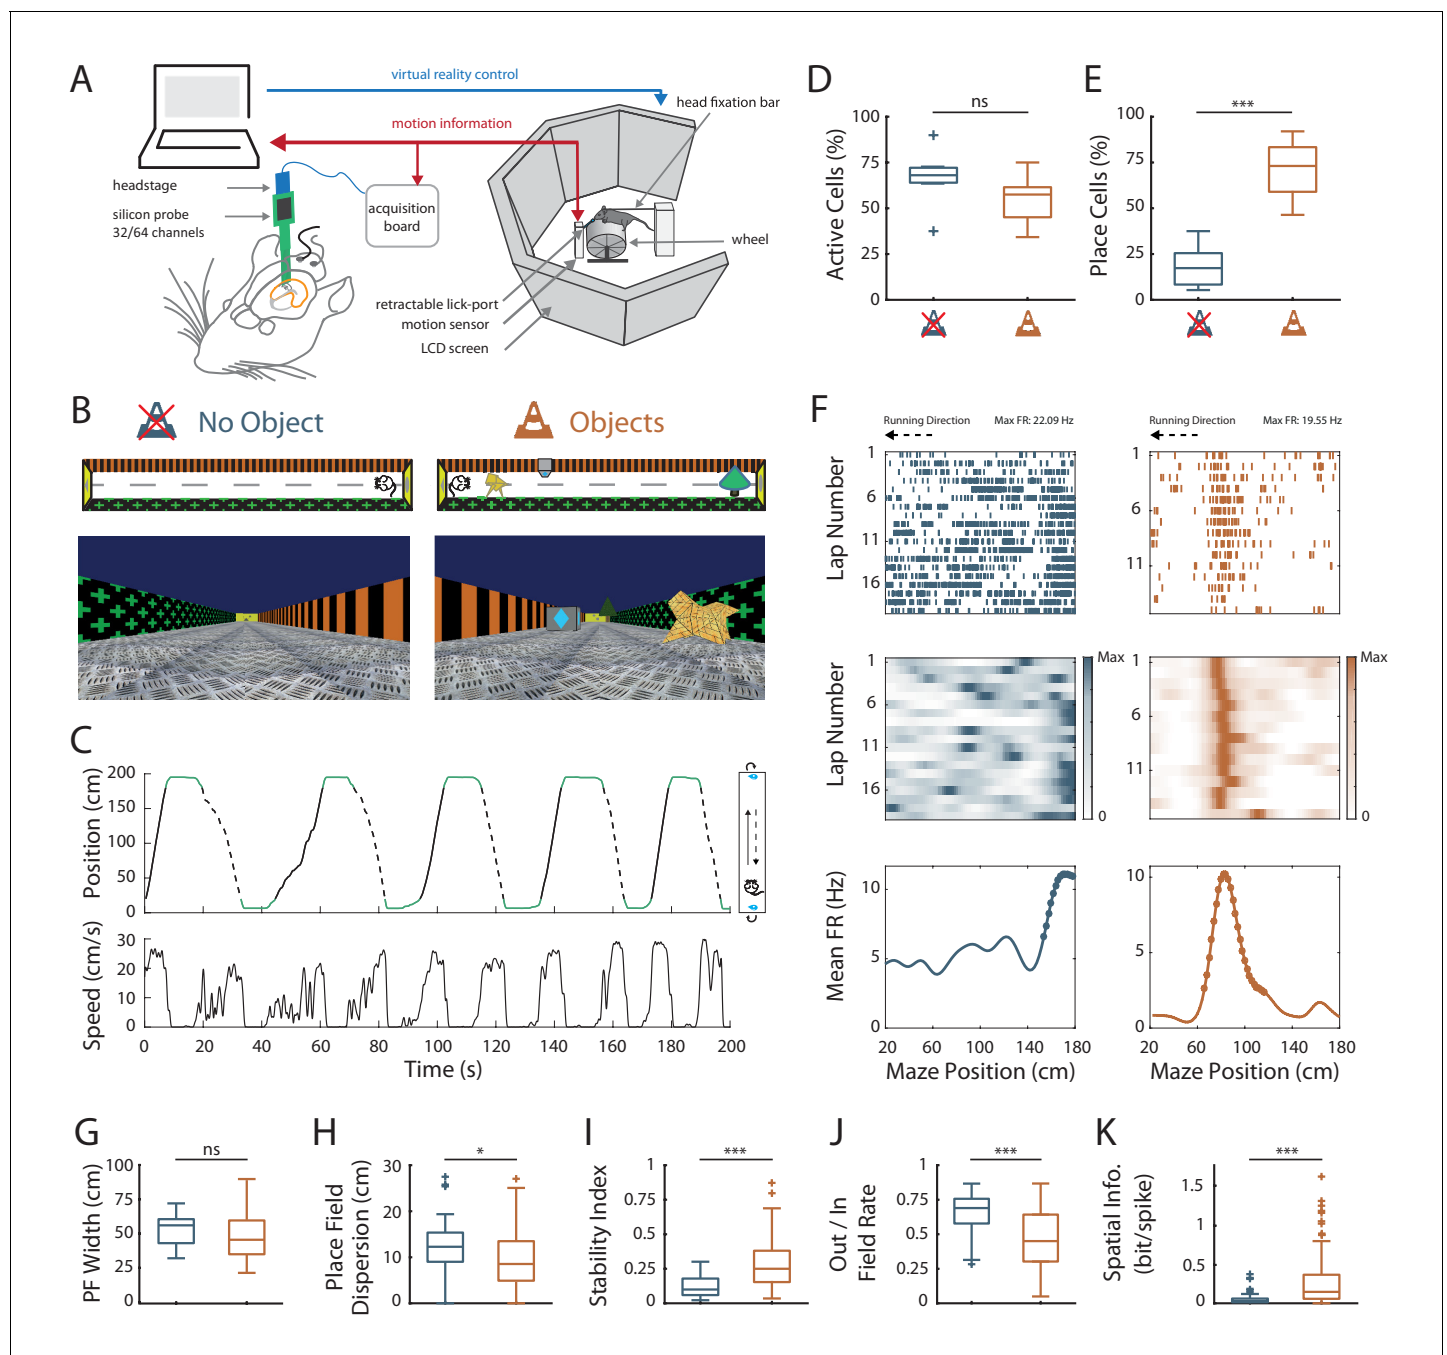 A
virtual reality control
head fixation bar
motion information
headstage
silicon probe
32/64 channels
acquisition
board
wheel
retractable lick-port
motion sensor
LCD screen
B
No Object
Objects
C
Position (cm)
200
150
100
50
0
Speed (cm/s)
30
20
10
0
0 20 40 60 80 100 120 140 160 180 200
Time (s)
D
ns
Active Cells (%)
100
75
50
25
0
E
***
Place Cells (%)
100
75
50
25
0
F
Running Direction Max FR: 22.09 Hz
Lap Number
1
6
11
16
Running Direction Max FR: 19.55 Hz
1
6
11
Lap Number
1
6
11
16
Max
0
1
6
11
Max
0
Mean FR (Hz)
10
5
0
20 60 100 140 180
Maze Position (cm)
10
5
0
20 60 100 140 180
Maze Position (cm)
G
ns
PF Width (cm)
100
75
50
25
0
H
*
Place Field
Dispersion (cm)
30
20
10
0
I
***
Stability Index
1
0.75
0.5
0.25
0
J
***
Out / In
Field Rate
1
0.75
0.5
0.25
0
K
***
Spatial Info.
(bit/spike)
1.5
1
0.5
0